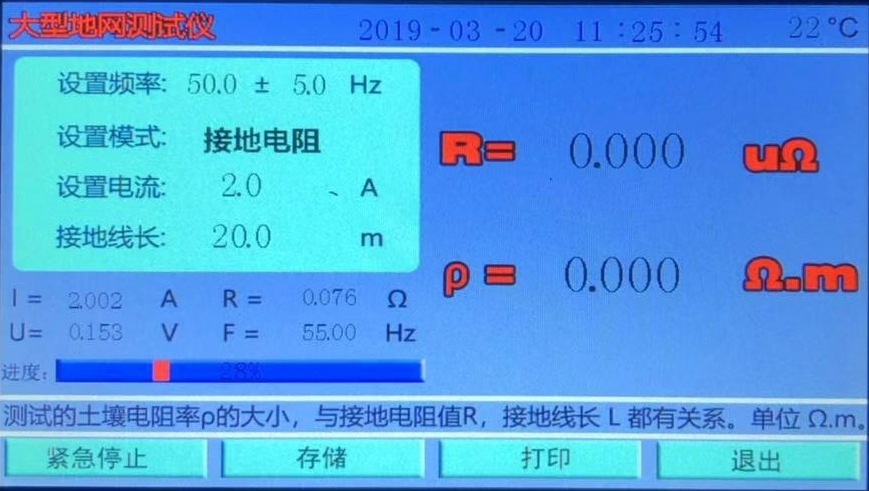 大型地网测试仪 2019-03-20 11:25:54 22℃
设置频率: 50.0 ± 5.0 Hz
设置模式: 接地电阻
设置电流: 2.0 、 A
接地线长: 20.0 m
R= 0.000 uΩ
ρ= 0.000 Ω.m
I = 2.002 A R = 0.076 Ω
U= 0.153 V F = 55.00 Hz
进度: 28%
测试的土壤电阻率ρ的大小，与接地电阻值R，接地线长 L 都有关系。单位 Ω.m。
紧急停止 存储 打印 退出